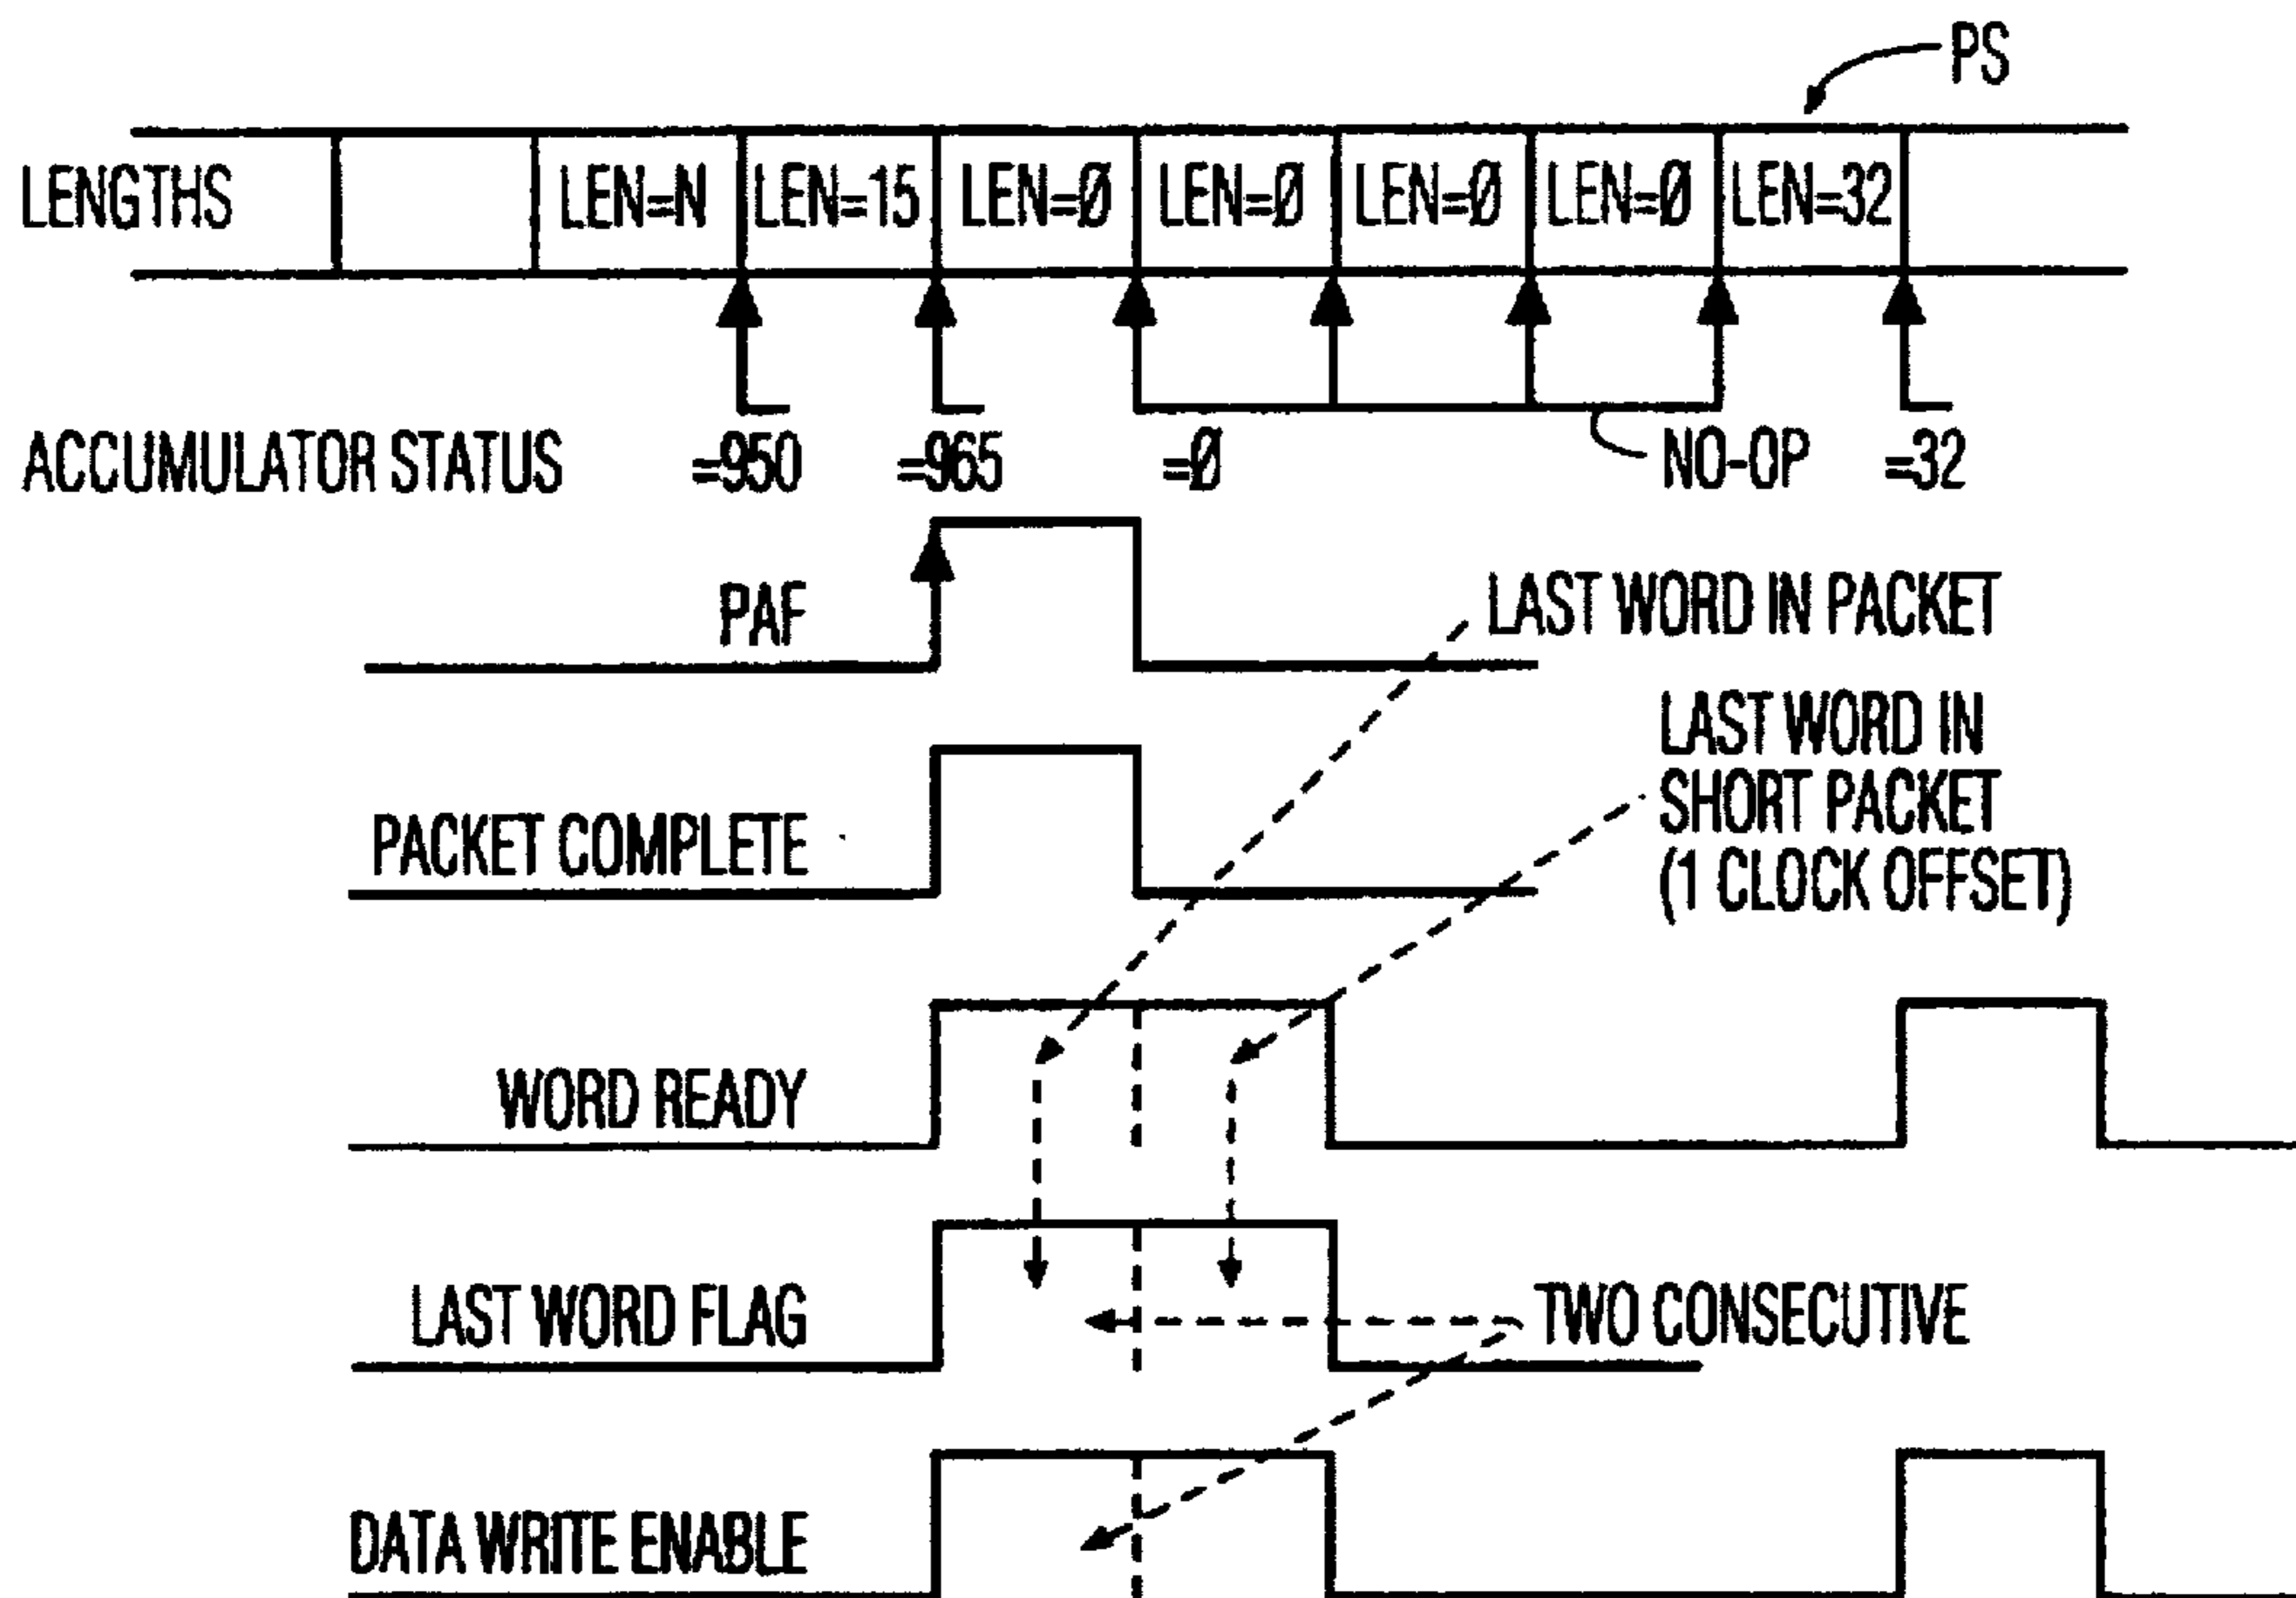 PS
LENGTHS LEN=N LEN=15 LEN=Ø LEN=Ø LEN=Ø LEN=Ø LEN=32
ACCUMULATOR STATUS =950 =965 =Ø NO-OP =32
PAF
LAST WORD IN PACKET
LAST WORD IN
SHORT PACKET
(1 CLOCK OFFSET)
PACKET COMPLETE
WORD READY
LAST WORD FLAG
TWO CONSECUTIVE
DATA WRITE ENABLE